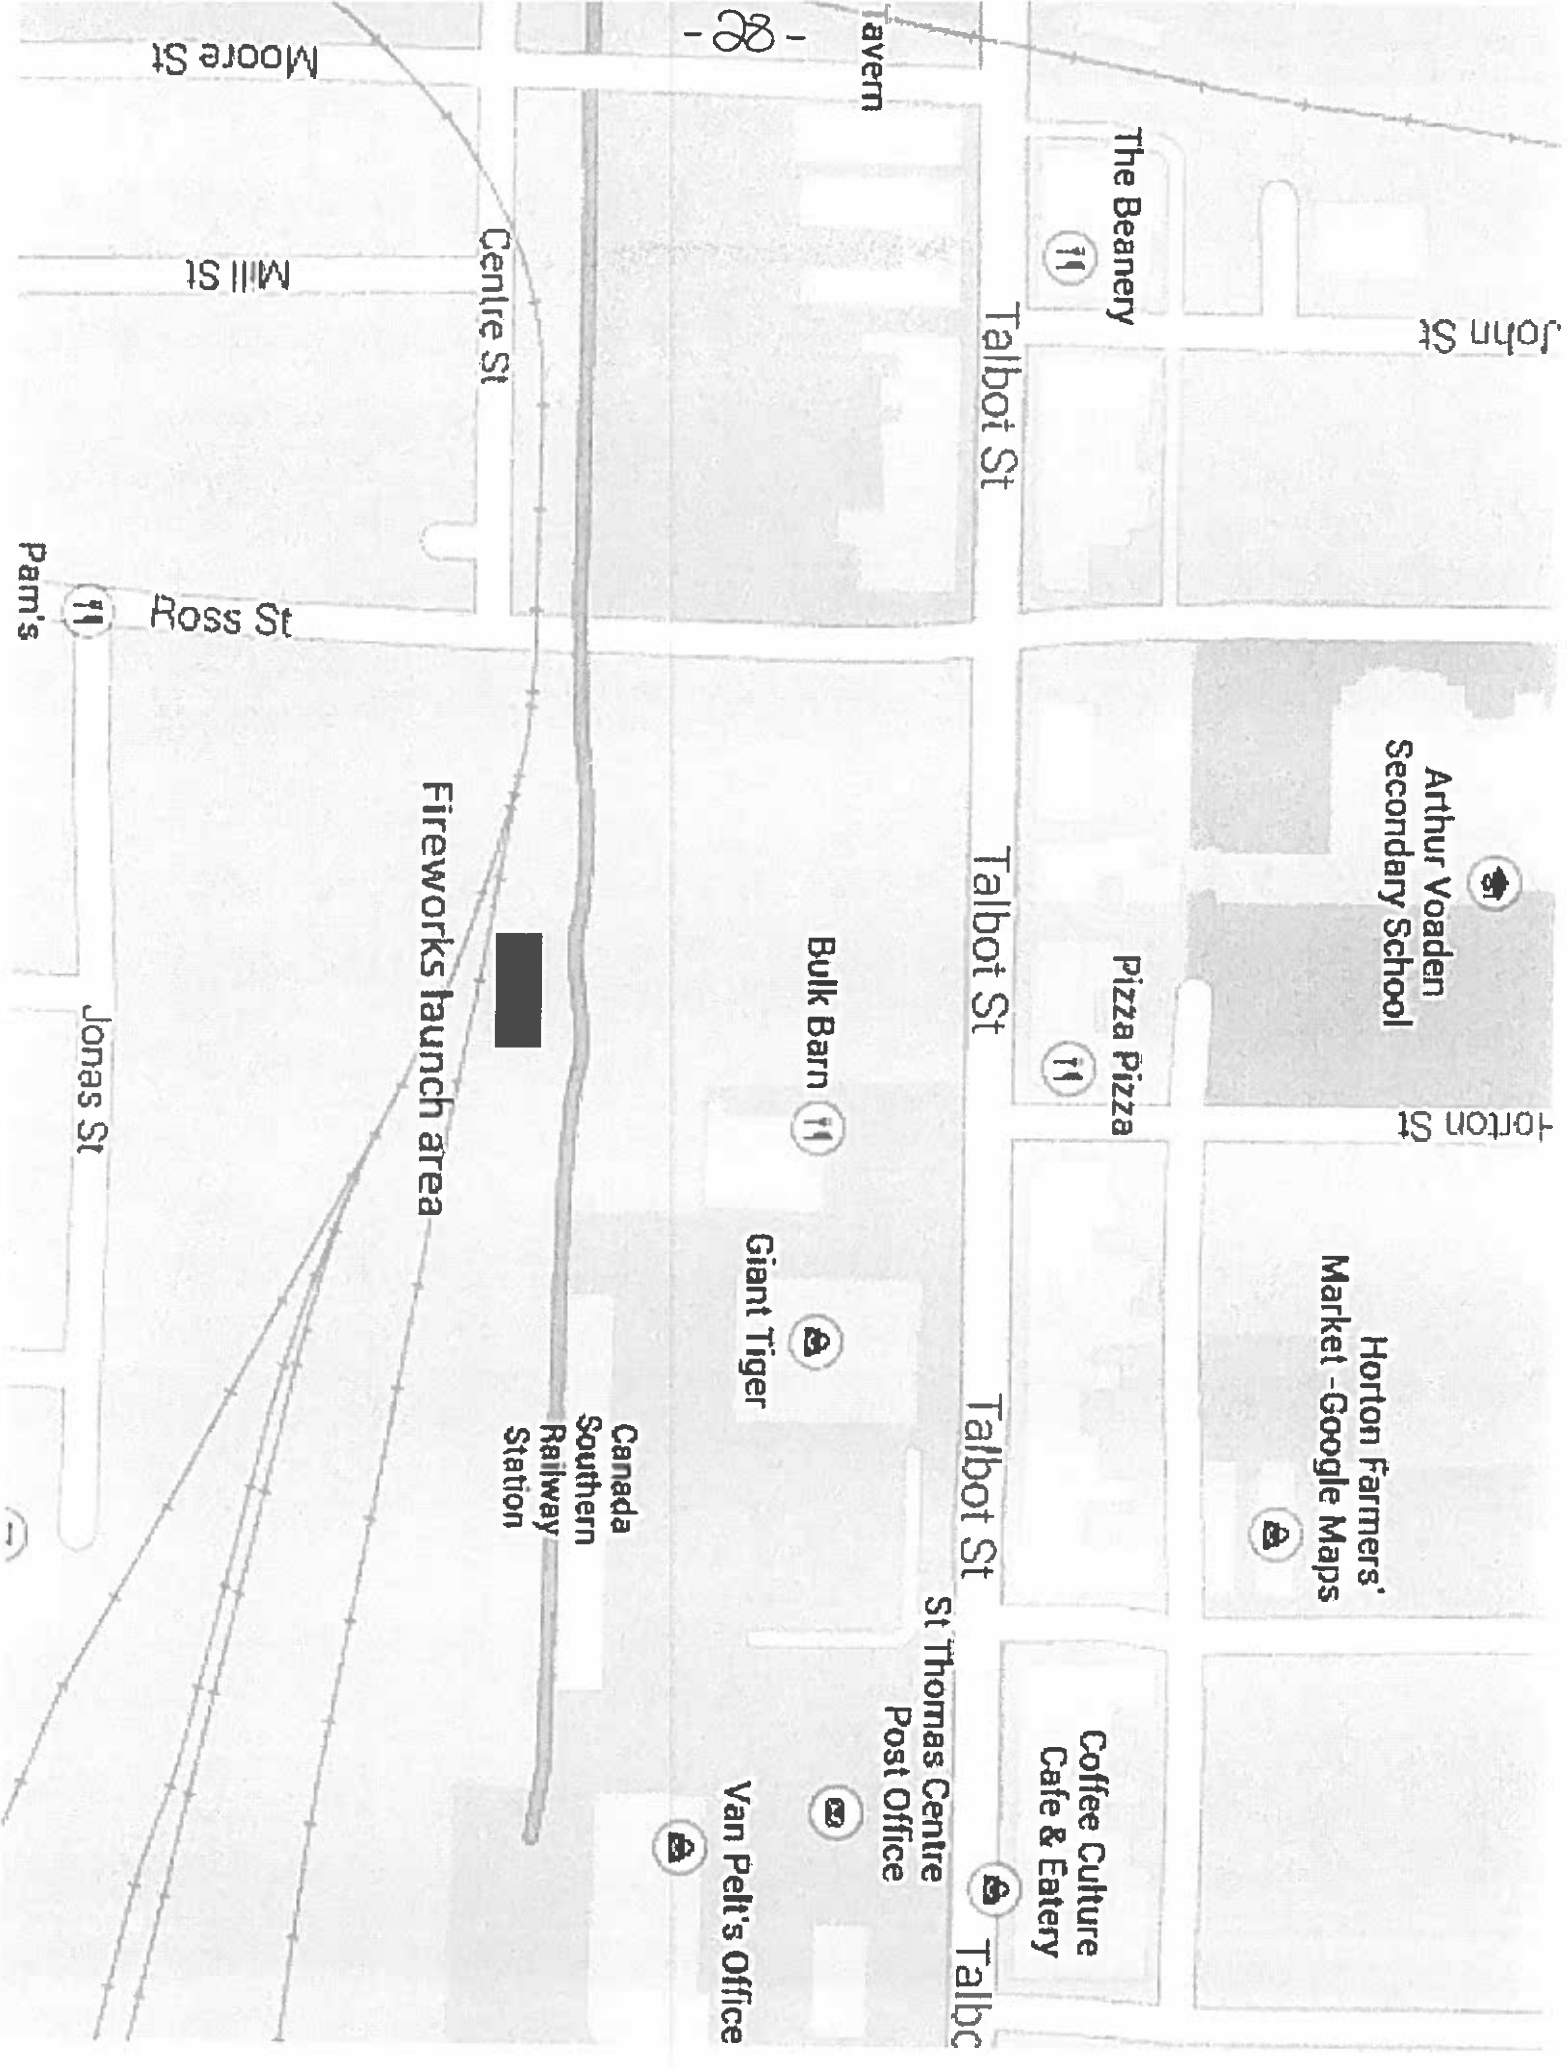 John St
orton St
Arthur Voaden
Secondary School
Horton Farmers'
Market -Google Maps
The Beanery
Pizza Pizza
Coffee Culture
Cafe & Eatery
Talbot St
Talbot St
Talbot St
Talbo
St Thomas Centre
Post Office
Tavern
Bulk Barn
Giant Tiger
Van Pelt's Office
-28-
Canada
Southern
Railway
Station
Centre St
Fireworks launch area
Moore St
Mill St
Ross St
Jonas St
Pam's